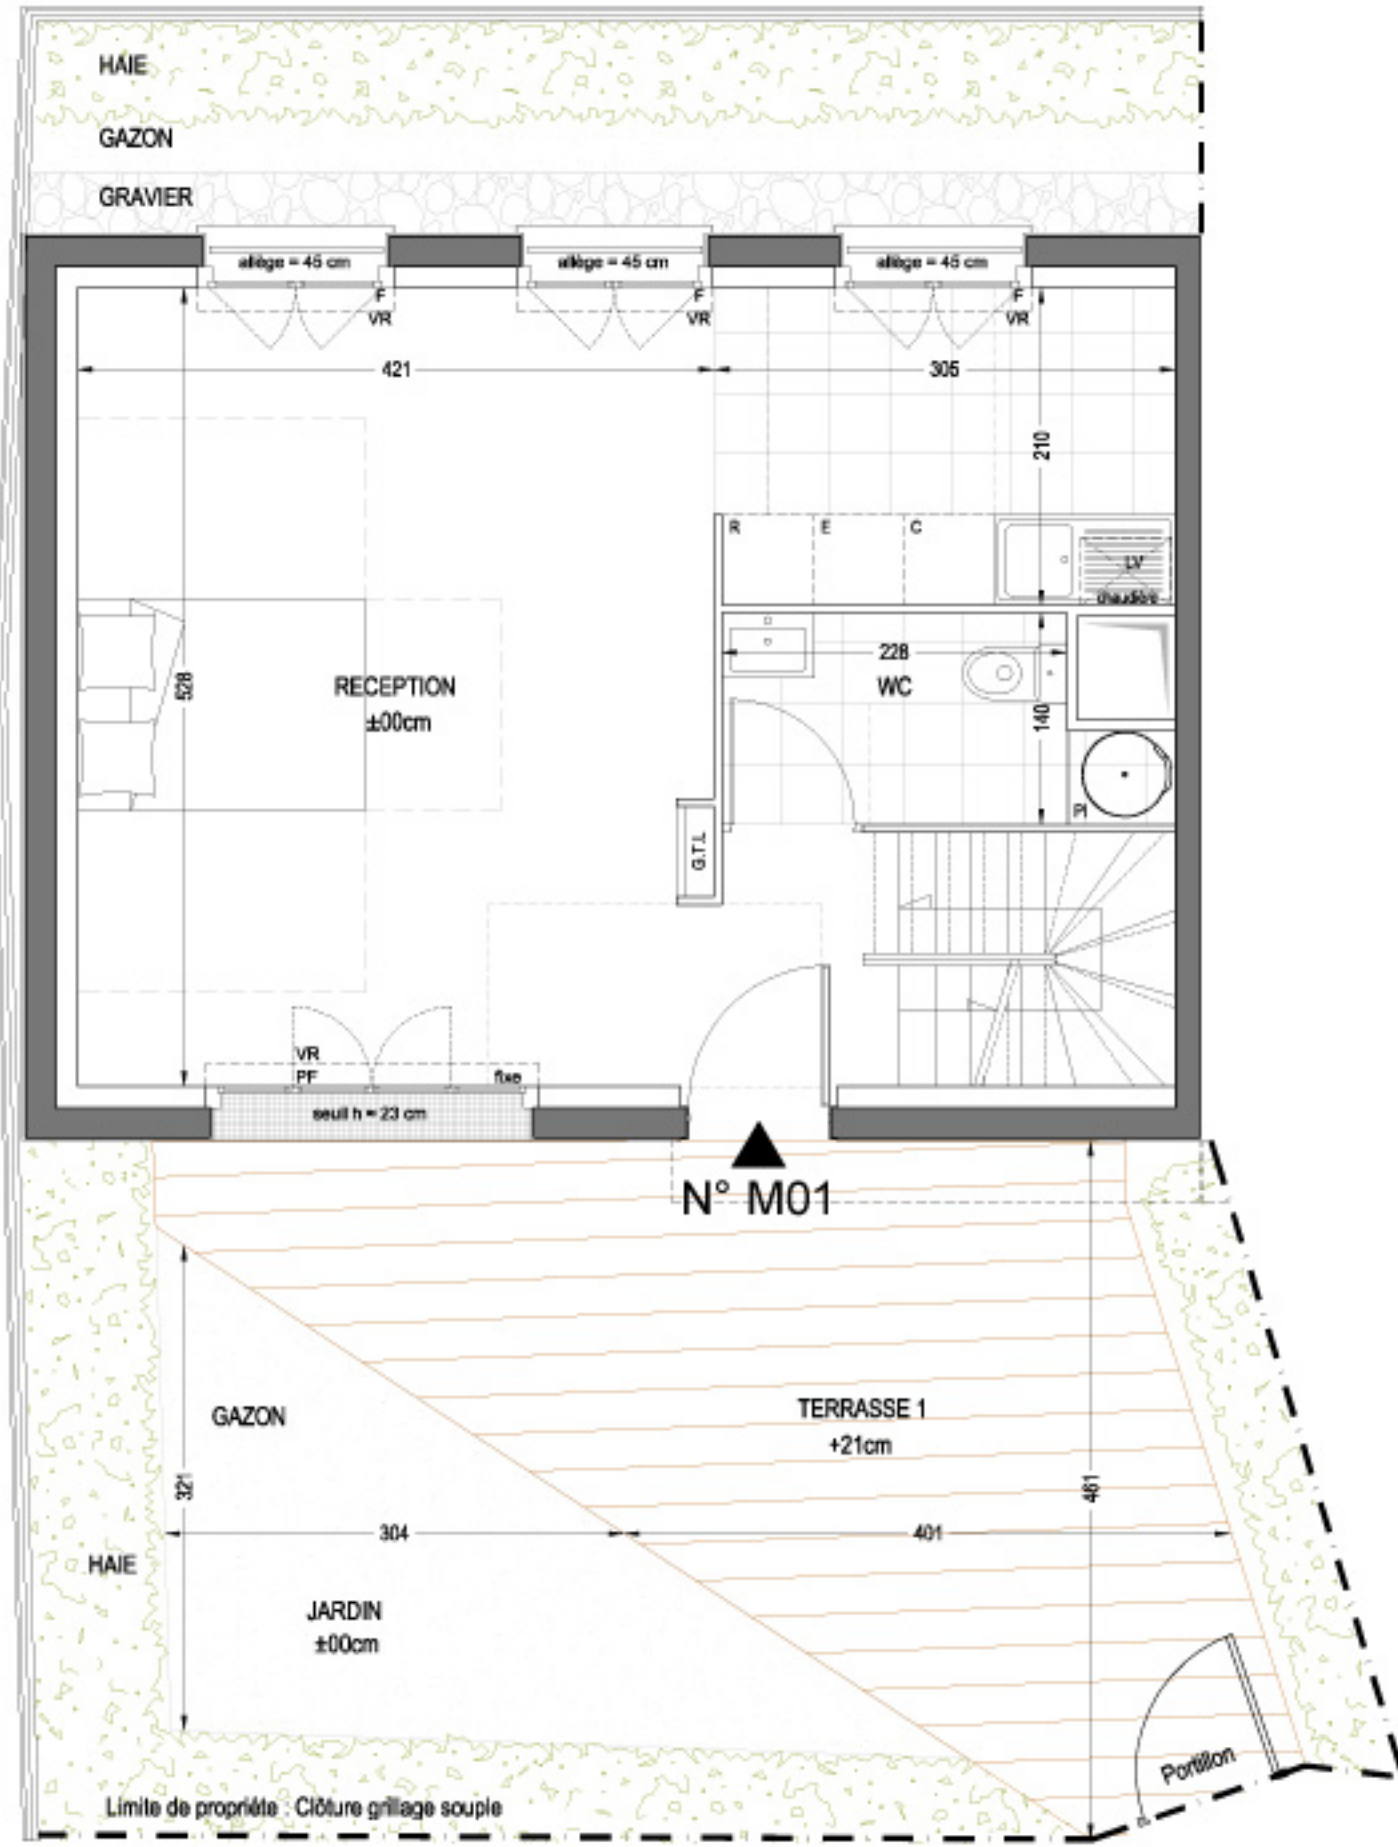 HAIE
GAZON
GRAVIER
allège = 45 cm
allège = 45 cm
allège = 45 cm
F
VR
F
VR
F
VR
421
305
210
R
E
C
LV
chaudière
228
WC
140
528
RECEPTION
±00cm
PI
G.T.L
VR
PF
fixe
seuil h = 23 cm
N° M01
TERRASSE 1
+21cm
GAZON
321
461
304
401
HAIE
JARDIN
±00cm
Portillon
Limite de propriéte : Clôture grillage souple